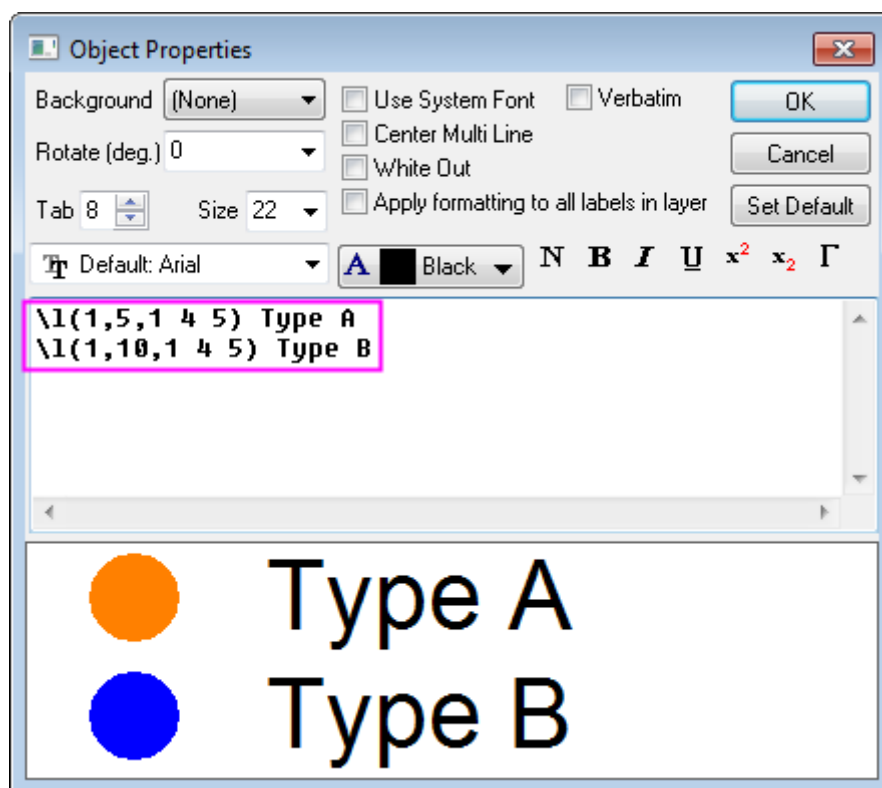 Object Properties
Background (None) Use System Font Verbatim OK
Center Multi Line
Rotate (deg.) 0 White Out Cancel
Tab 8 Size 22 Apply formatting to all labels in layer Set Default
Default: Arial A Black N B I U x² x₂ Γ
\l(1,5,1 4 5) Type A
\l(1,10,1 4 5) Type B
Type A
Type B